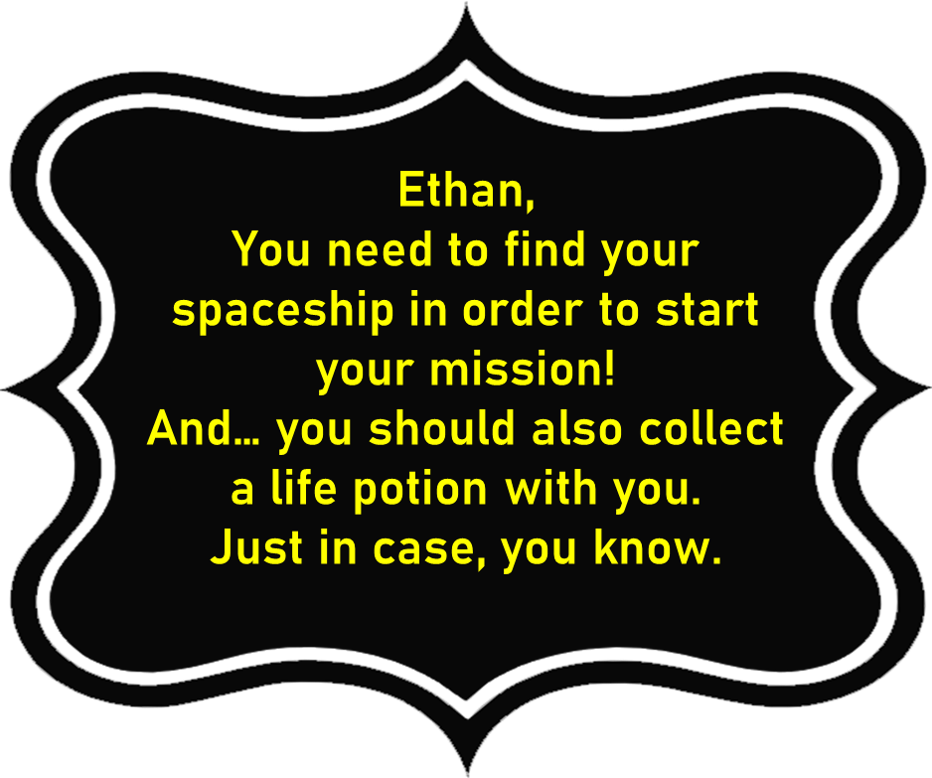 Ethan,
You need to find your
spaceship in order to start
your mission!
And... you should also collect
a life potion with you.
Just in case, you know.